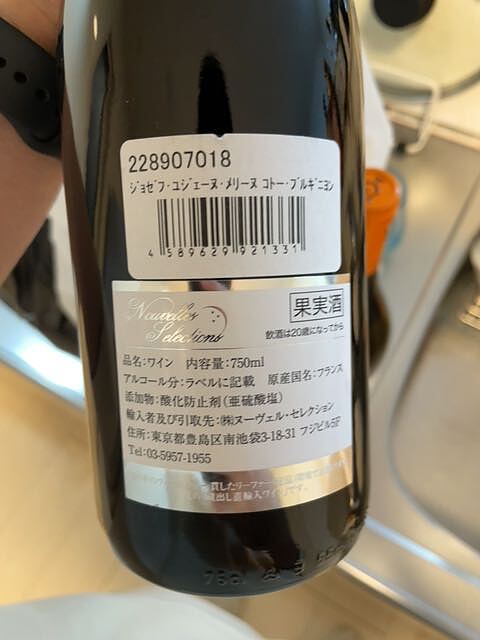 228907018
ｼﾞｮｾﾞﾌ･ﾕｼﾞｪｰﾇ･ﾒﾘｰﾇ ｺﾄｰ･ﾌﾞﾙｷﾞﾆﾖﾝ
4 589629 921331
Nouvelles
Selections
果実酒
飲酒は20歳になってから
品名:ワイン 内容量:750ml
アルコール分:ラベルに記載 原産国名:フランス
添加物:酸化防止剤(亜硫酸塩)
輸入者及び引取先:㈱ヌーヴェル・セレクション
住所:東京都豊島区南池袋3-18-31 フジビル5F
Tel:03-5957-1955